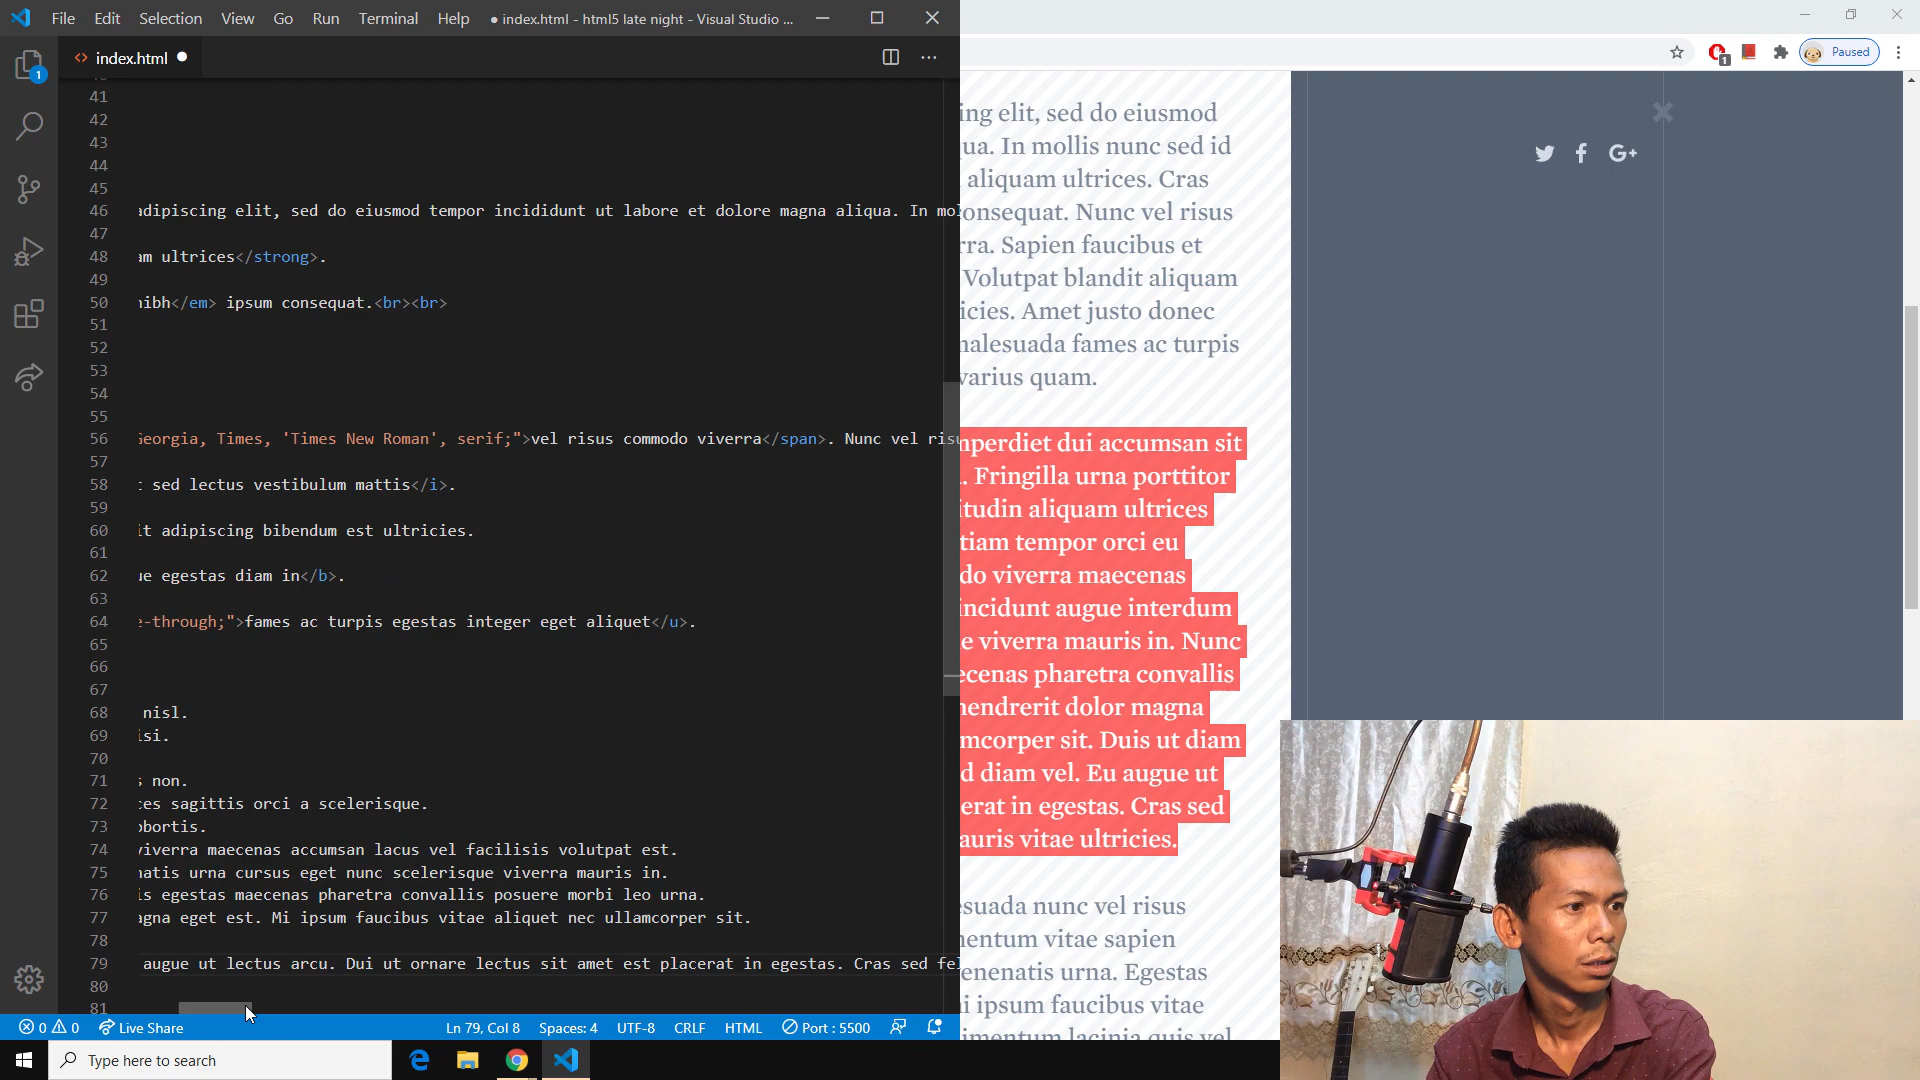 File Edit Selection View Go Run Terminal Help ● index.html - html5 late night - Visual Studio ...
1
<> index.html ●
41
42
43
44
45
46 adipiscing elit, sed do eiusmod tempor incididunt ut labore et dolore magna aliqua. In mol
47
48 am ultrices</strong>.
49
50 nibh</em> ipsum consequat.<br><br>
51
52
53
54
55
56 Georgia, Times, 'Times New Roman', serif;">vel risus commodo viverra</span>. Nunc vel risu
57
58 t sed lectus vestibulum mattis</i>.
59
60 it adipiscing bibendum est ultricies.
61
62 ue egestas diam in</b>.
63
64 e-through;">fames ac turpis egestas integer eget aliquet</u>.
65
66
67
68 nisl.
69 isi.
70
71 s non.
72 ces sagittis orci a scelerisque.
73 obortis.
74 viverra maecenas accumsan lacus vel facilisis volutpat est.
75 natis urna cursus eget nunc scelerisque viverra mauris in.
76 is egestas maecenas pharetra convallis posuere morbi leo urna.
77 agna eget est. Mi ipsum faucibus vitae aliquet nec ullamcorper sit.
78
79 augue ut lectus arcu. Dui ut ornare lectus sit amet est placerat in egestas. Cras sed fel
80
81
0 0 Live Share Ln 79, Col 8 Spaces: 4 UTF-8 CRLF HTML Port : 5500
Type here to search
1 Paused
ing elit, sed do eiusmod
ua. In mollis nunc sed id
aliquam ultrices. Cras
onsequat. Nunc vel risus
rra. Sapien faucibus et
Volutpat blandit aliquam
icies. Amet justo donec
nalesuada fames ac turpis
varius quam.
nperdiet dui accumsan sit
. Fringilla urna porttitor
itudin aliquam ultrices
tiam tempor orci eu
do viverra maecenas
incidunt augue interdum
e viverra mauris in. Nunc
ecenas pharetra convallis
hendrerit dolor magna
mcorper sit. Duis ut diam
d diam vel. Eu augue ut
erat in egestas. Cras sed
auris vitae ultricies.
esuada nunc vel risus
nentum vitae sapien
enenatis urna. Egestas
ni ipsum faucibus vitae
imentum lacinia quis vel
G+